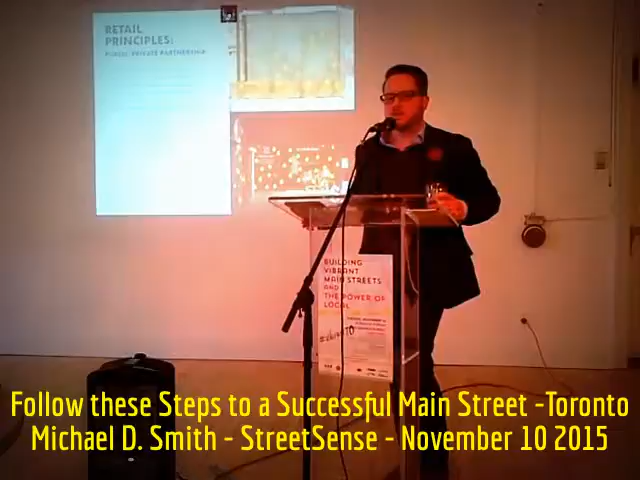 RETAIL
PRINCIPLES:
PUBLIC-PRIVATE PARTNERSHIP
BUILDING
VIBRANT
MAIN STREETS
AND
THE POWER OF
LOCAL
Follow these Steps to a Successful Main Street -Toronto
Michael D. Smith - StreetSense - November 10 2015